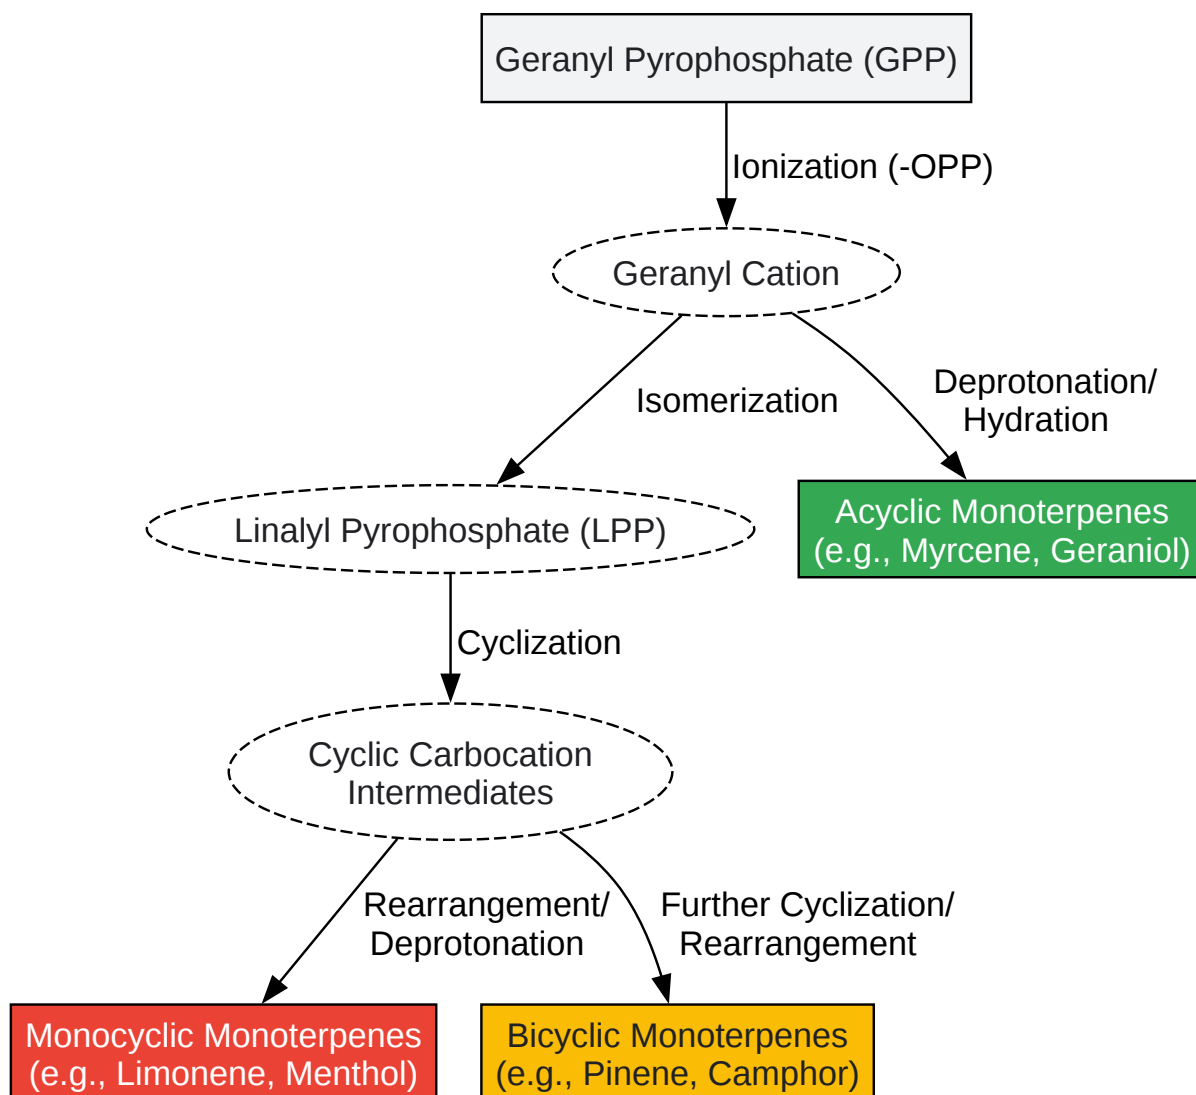 Geranyl Pyrophosphate (GPP)
Ionization (-OPP)
Geranyl Cation
Isomerization
Deprotonation/
Hydration
Linalyl Pyrophosphate (LPP)
Acyclic Monoterpenes
(e.g., Myrcene, Geraniol)
Cyclization
Cyclic Carbocation
Intermediates
Rearrangement/
Deprotonation
Further Cyclization/
Rearrangement
Monocyclic Monoterpenes
(e.g., Limonene, Menthol)
Bicyclic Monoterpenes
(e.g., Pinene, Camphor)